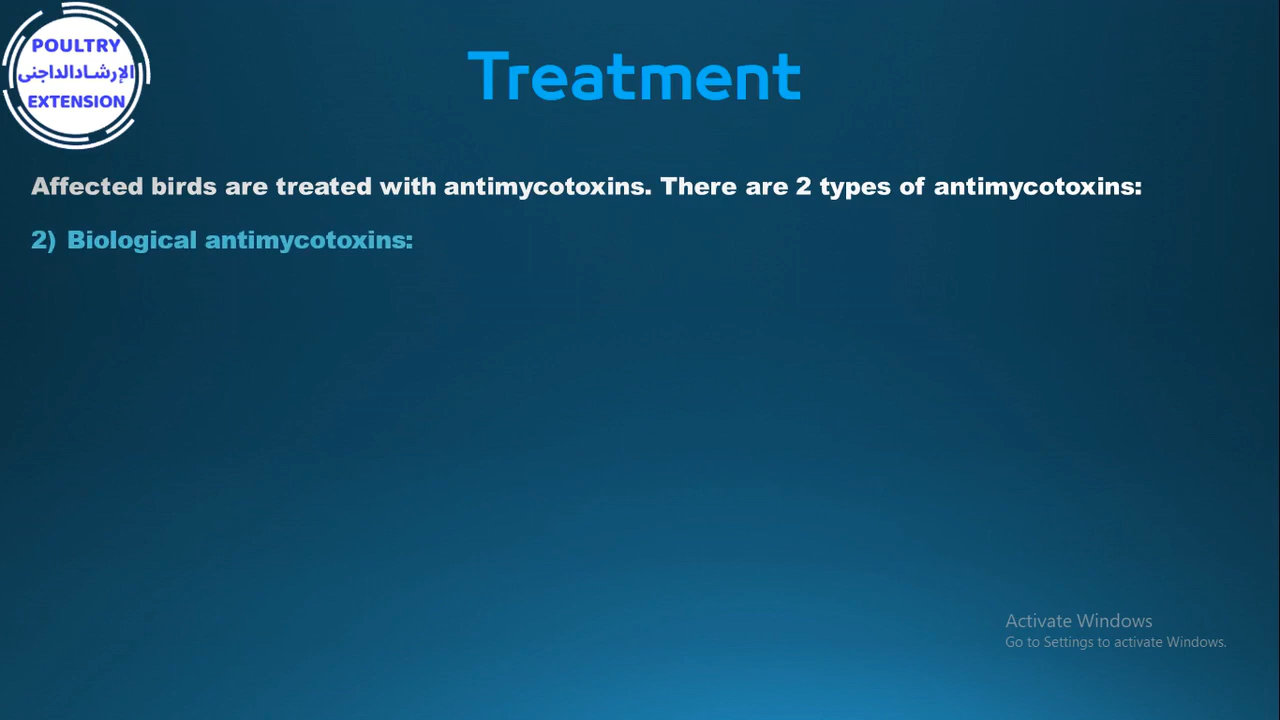 POULTRY
الإرشادالداجنى
EXTENSION
Treatment
Affected birds are treated with antimycotoxins. There are 2 types of antimycotoxins:
2) Biological antimycotoxins:
Activate Windows
Go to Settings to activate Windows.